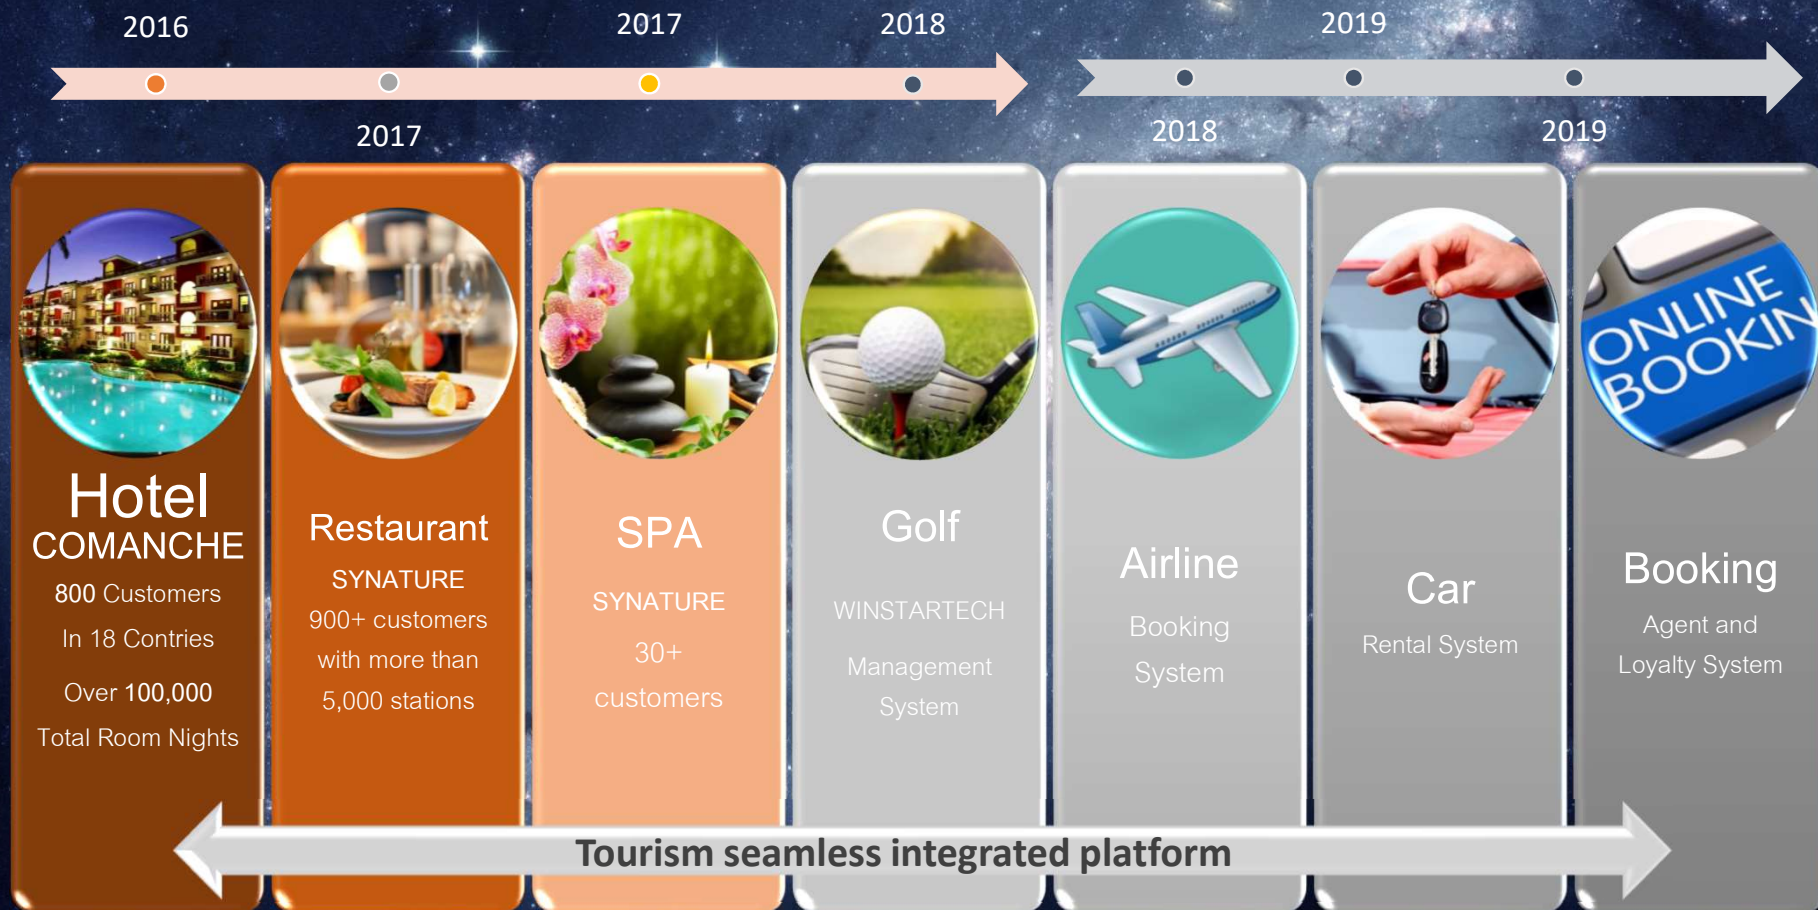 2016
2017
2018
2019
2017
2018
2019
Hotel
COMANCHE
800 Customers
In 18 Contries
Over 100,000
Total Room Nights
Restaurant
SYNATURE
900+ customers
with more than
5,000 stations
SPA
SYNATURE
30+
customers
Golf
WINSTARTECH
Management
System
Airline
Booking
System
Car
Rental System
ONLINE
BOOKIN
Booking
Agent and
Loyalty System
Tourism seamless integrated platform